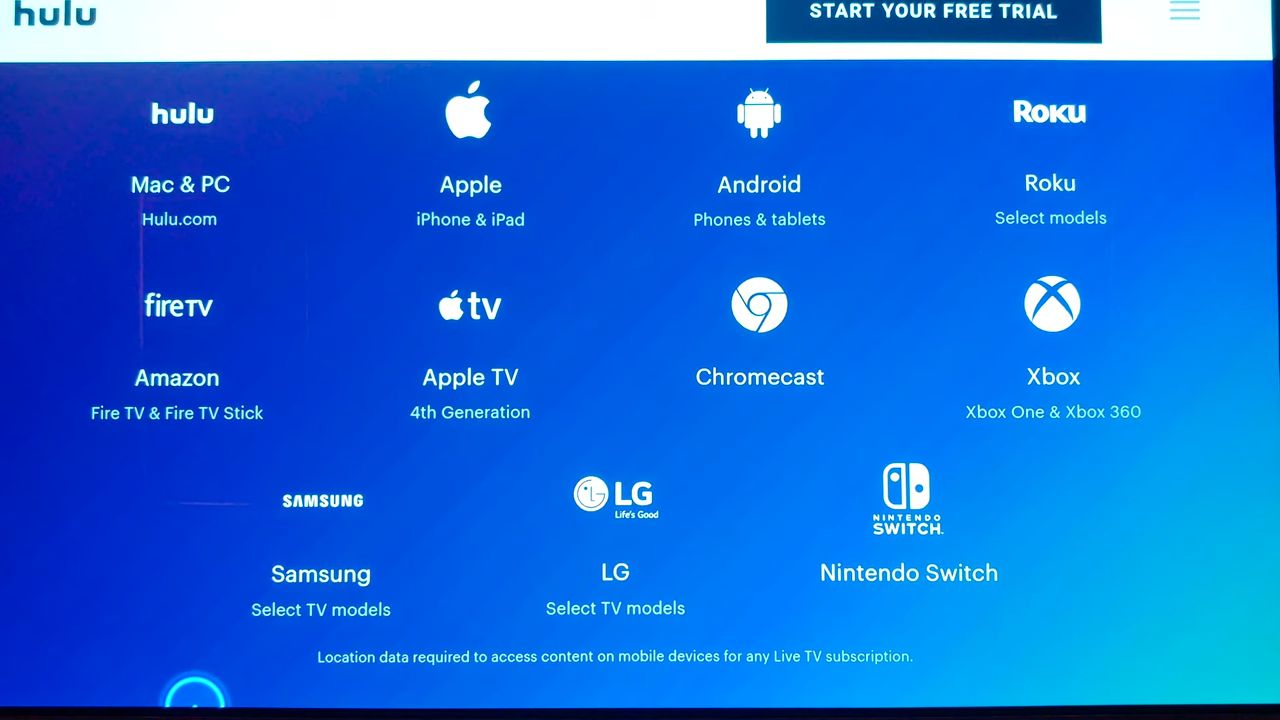 hulu
START YOUR FREE TRIAL
hulu
Roku
Mac & PC
Apple
Android
Roku
Hulu.com
iPhone & iPad
Phones & tablets
Select models
fireTV
tv
Amazon
Apple TV
Chromecast
Xbox
Fire TV & Fire TV Stick
4th Generation
Xbox One & Xbox 360
SAMSUNG
LG
Life's Good
NINTENDO
SWITCH
Samsung
LG
Nintendo Switch
Select TV models
Select TV models
Location data required to access content on mobile devices for any Live TV subscription.